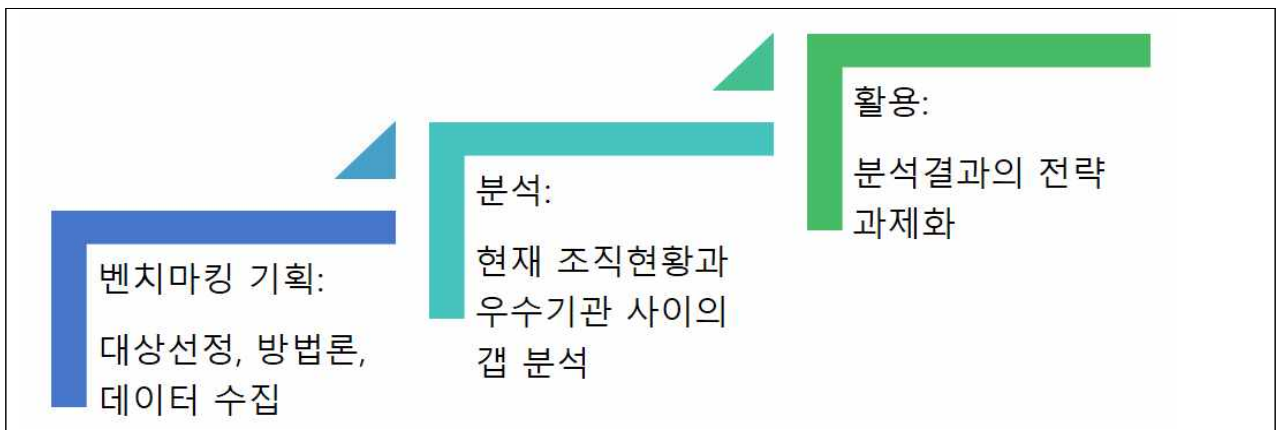 벤치마킹 기획:
대상선정, 방법론,
데이터 수집
분석:
현재 조직현황과
우수기관 사이의
갭 분석
활용:
분석결과의 전략
과제화